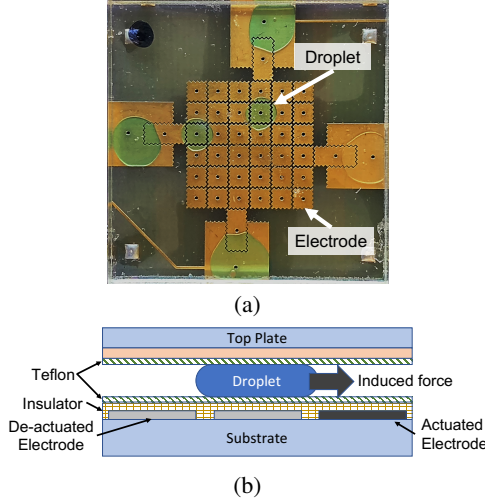 Droplet
Electrode
(a)
Top Plate
Teflon
Droplet
Induced force
Insulator
De-actuated
Electrode
Substrate
Actuated
Electrode
(b)